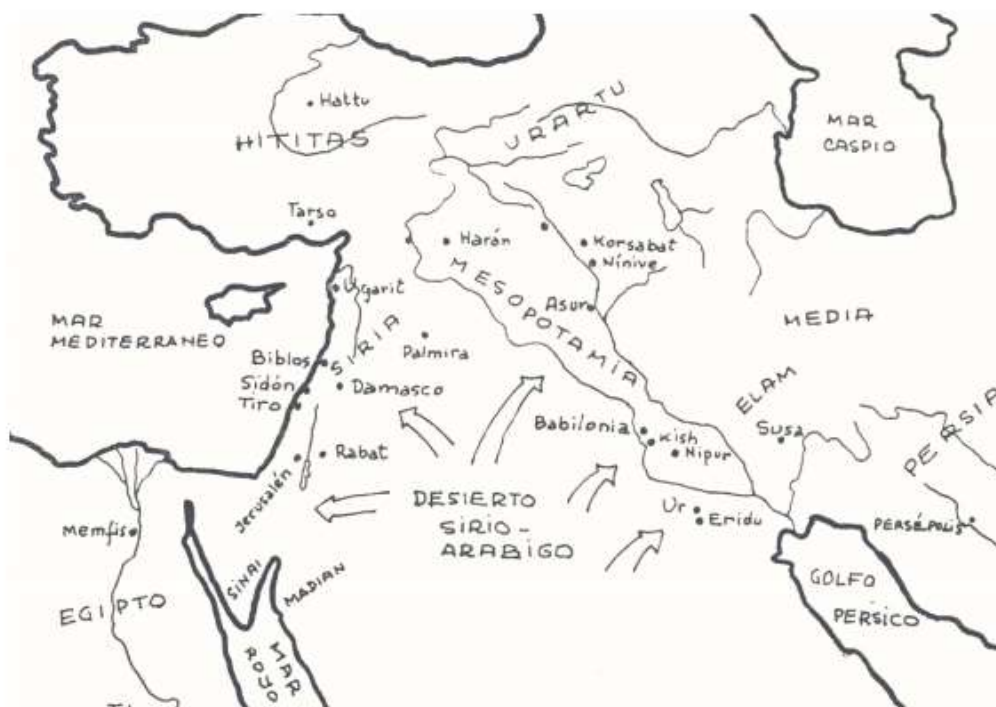 Hattu
HITITAS
URARTU
MAR
CASPIO
Tarso
Harán
Korsabat
Nínive
MESOPOTAMIA
Ugarit
Asur
MAR
MEDITERRANEO
SIRIA
Palmira
MEDIA
Biblos
Sidón
Tiro
Damasco
ELAM
Babilonia
Kish
Nipur
Susa
PERSIA
Rabat
Jerusalén
DESIERTO
SIRIO-
ARABIGO
Ur
Eridu
Memfis
PERSÉPOLIS
SINAI
MADIAN
GOLFO
PERSICO
EGIPTO
MAR
ROJO